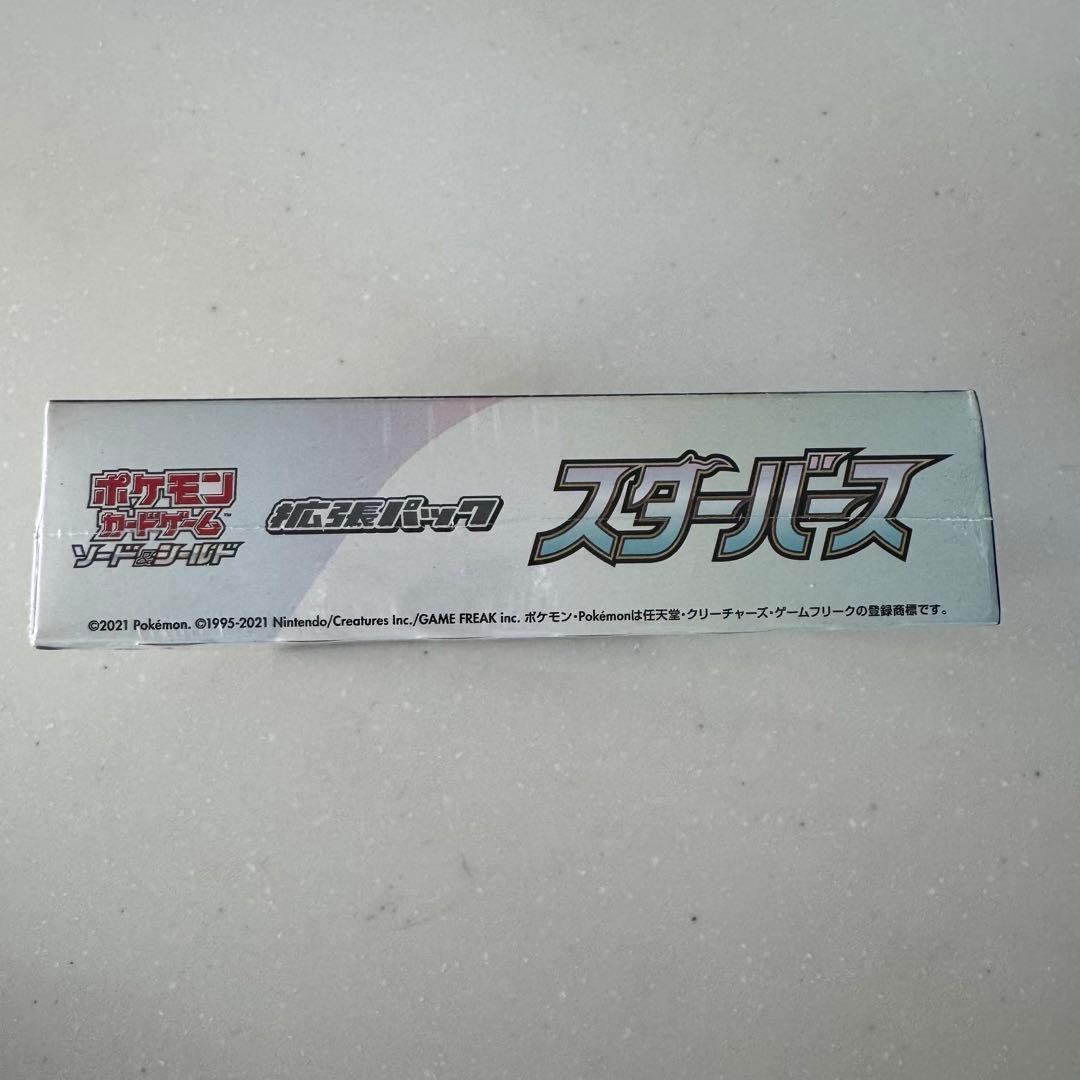 ポケモン
カードゲーム™
ソード&シールド
拡張パック
スターバース
©2021 Pokémon. ©1995-2021 Nintendo/Creatures Inc./GAME FREAK inc. ポケモン・Pokémonは任天堂・クリーチャーズ・ゲームフリークの登録商標です。